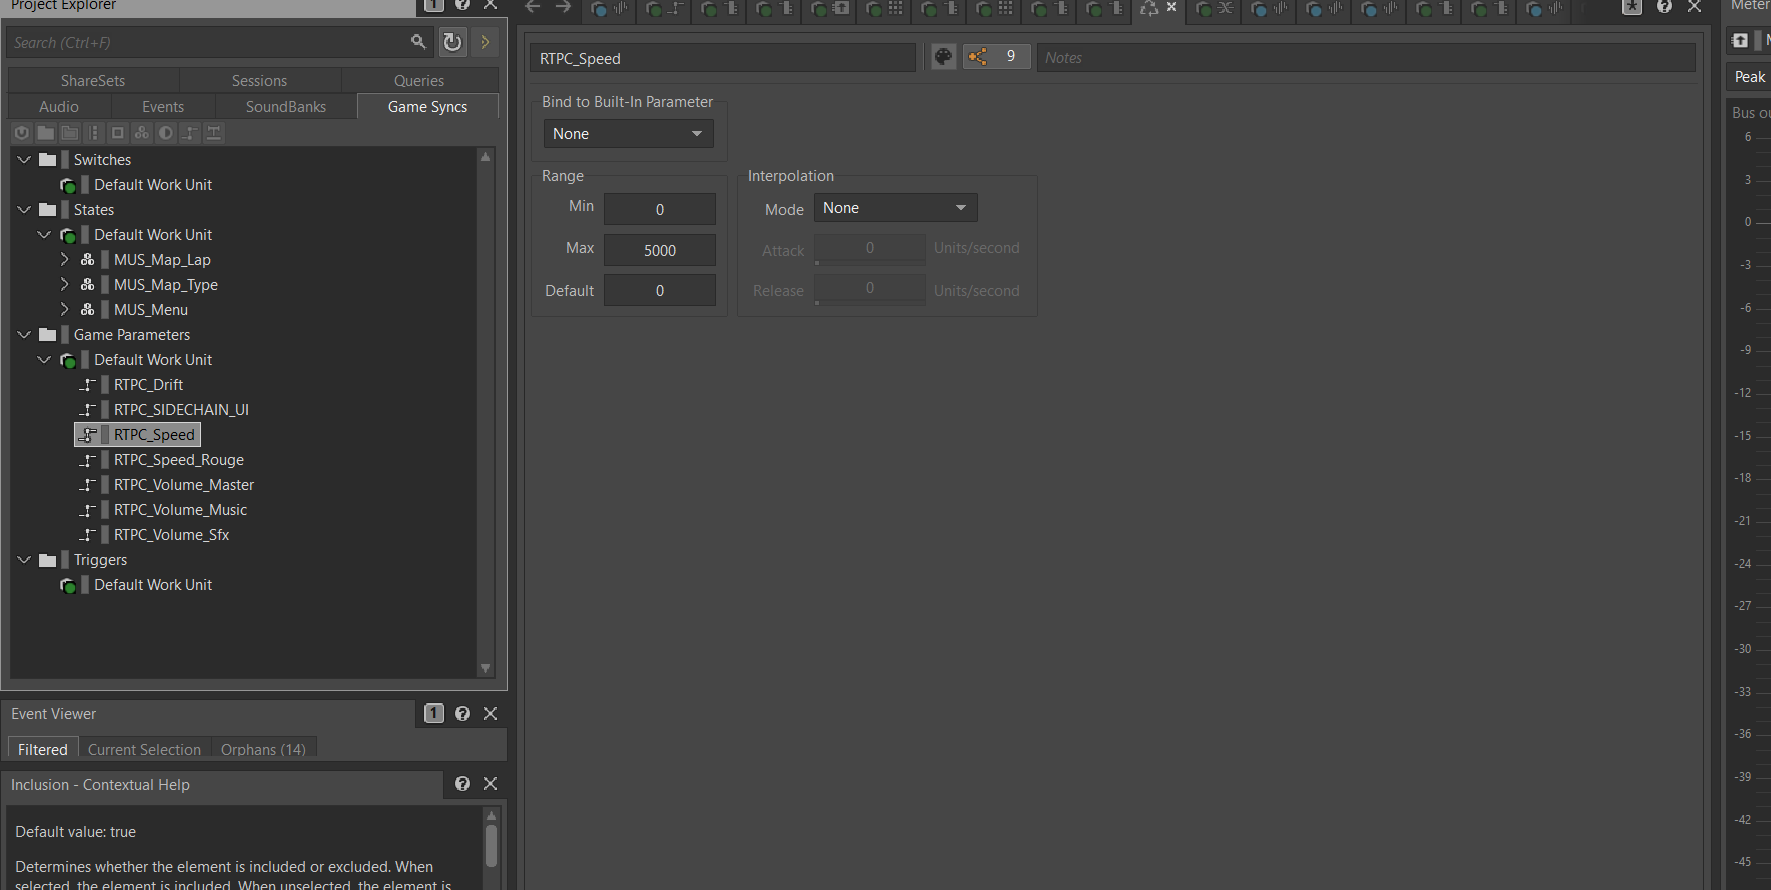 Project Explorer
1
Search (Ctrl+F)
ShareSets
Sessions
Queries
Audio
Events
SoundBanks
Game Syncs
Switches
Default Work Unit
States
Default Work Unit
MUS_Map_Lap
MUS_Map_Type
MUS_Menu
Game Parameters
Default Work Unit
RTPC_Drift
RTPC_SIDECHAIN_UI
RTPC_Speed
RTPC_Speed_Rouge
RTPC_Volume_Master
RTPC_Volume_Music
RTPC_Volume_Sfx
Triggers
Default Work Unit
Event Viewer
1
Filtered
Current Selection
Orphans (14)
Inclusion - Contextual Help
Default value: true
Determines whether the element is included or excluded. When
selected, the element is included. When unselected, the element is
RTPC_Speed
9
Notes
Bind to Built-In Parameter
None
Range
Min
0
Max
5000
Default
0
Interpolation
Mode
None
Attack
0
Units/second
Release
0
Units/second
Meter
Peak
Bus ou
6
3
0
-3
-6
-9
-12
-15
-18
-21
-24
-27
-30
-33
-36
-39
-42
-45